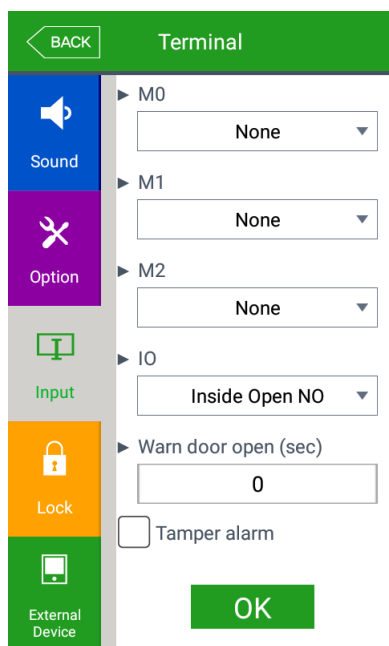 BACK
Terminal
Sound
Option
Input
Lock
External
Device
► M0
None
► M1
None
► M2
None
► IO
Inside Open NO
► Warn door open (sec)
0
Tamper alarm
OK